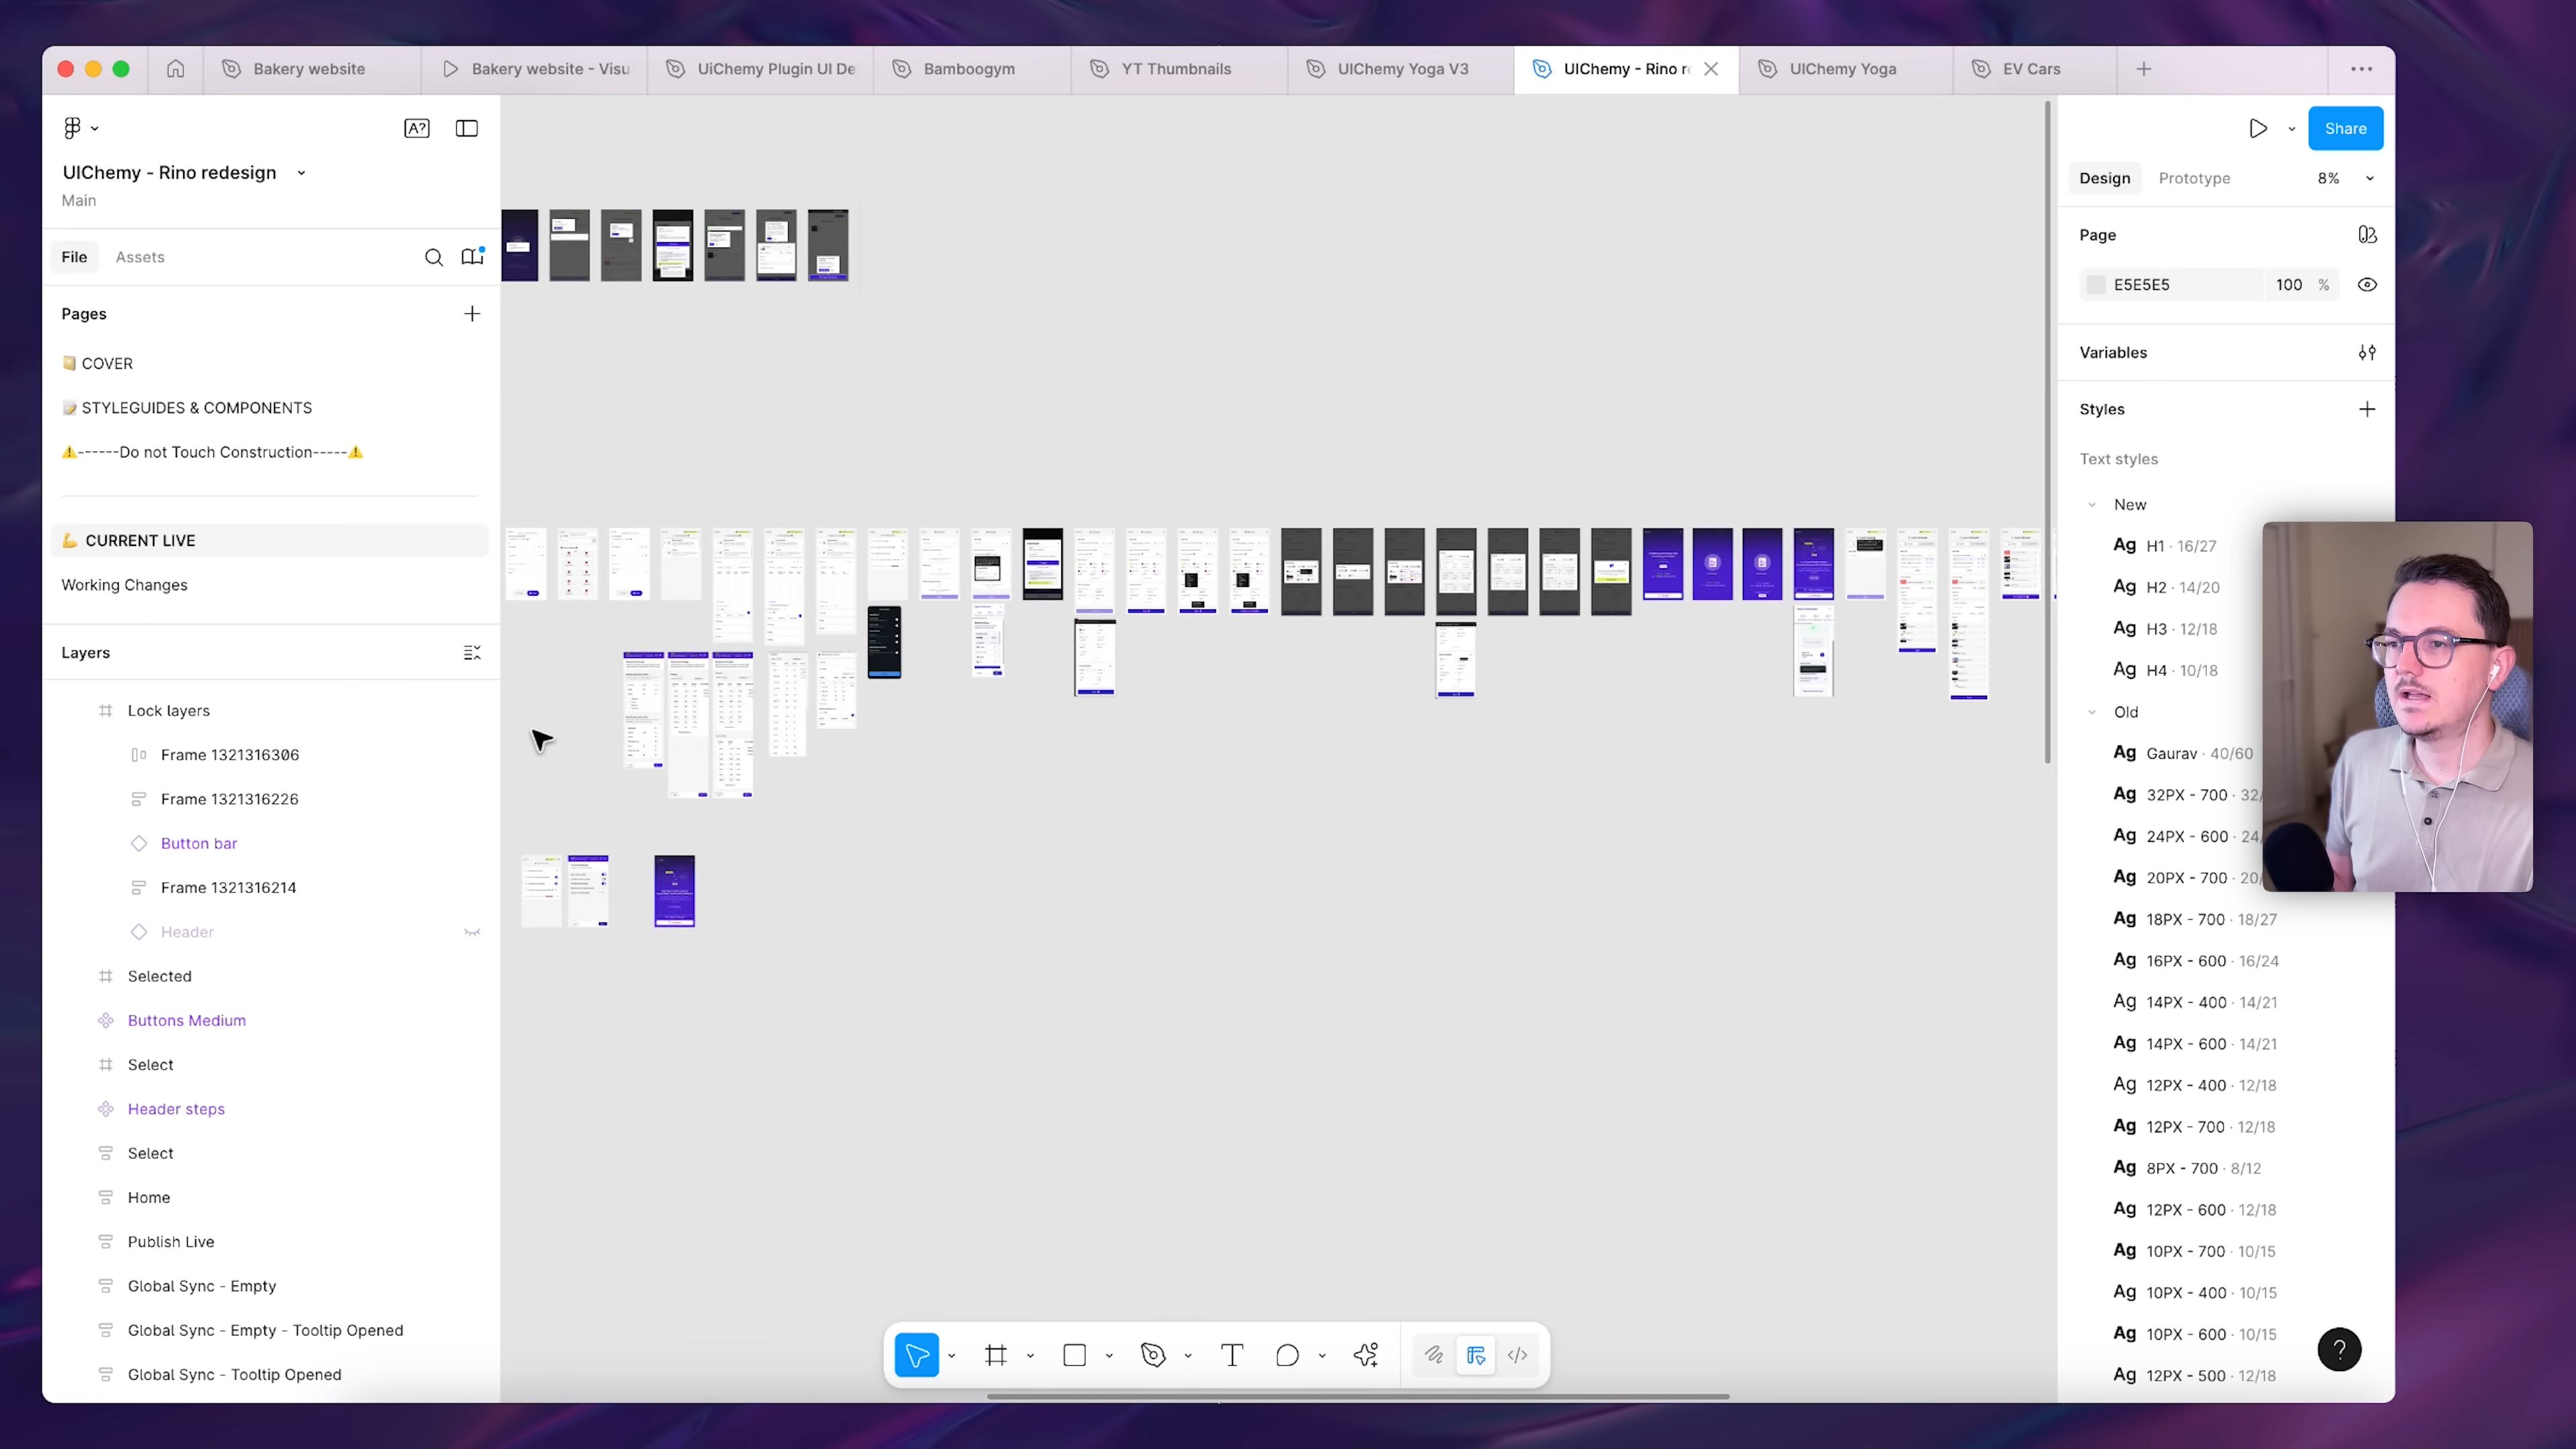 Bakery website
Bakery website - Visu
UiChemy Plugin UI De
Bamboogym
YT Thumbnails
UIChemy Yoga V3
UIChemy - Rino r
UIChemy Yoga
EV Cars
A?
UIChemy - Rino redesign
Main
File
Assets
Pages
COVER
STYLEGUIDES & COMPONENTS
------Do not Touch Construction-----
CURRENT LIVE
Working Changes
Layers
Lock layers
Frame 1321316306
Frame 1321316226
Button bar
Frame 1321316214
Header
Selected
Buttons Medium
Select
Header steps
Select
Home
Publish Live
Global Sync - Empty
Global Sync - Empty - Tooltip Opened
Global Sync - Tooltip Opened
Share
Design
Prototype
8%
Page
E5E5E5
100 %
Variables
Styles
Text styles
New
Ag H1 · 16/27
Ag H2 · 14/20
Ag H3 · 12/18
Ag H4 · 10/18
Old
Ag Gaurav · 40/60
Ag 32PX - 700 · 32/
Ag 24PX - 600 · 24/
Ag 20PX - 700 · 20/
Ag 18PX - 700 · 18/27
Ag 16PX - 600 · 16/24
Ag 14PX - 400 · 14/21
Ag 14PX - 600 · 14/21
Ag 12PX - 400 · 12/18
Ag 12PX - 700 · 12/18
Ag 8PX - 700 · 8/12
Ag 12PX - 600 · 12/18
Ag 10PX - 700 · 10/15
Ag 10PX - 400 · 10/15
Ag 10PX - 600 · 10/15
Ag 12PX - 500 · 12/18
?